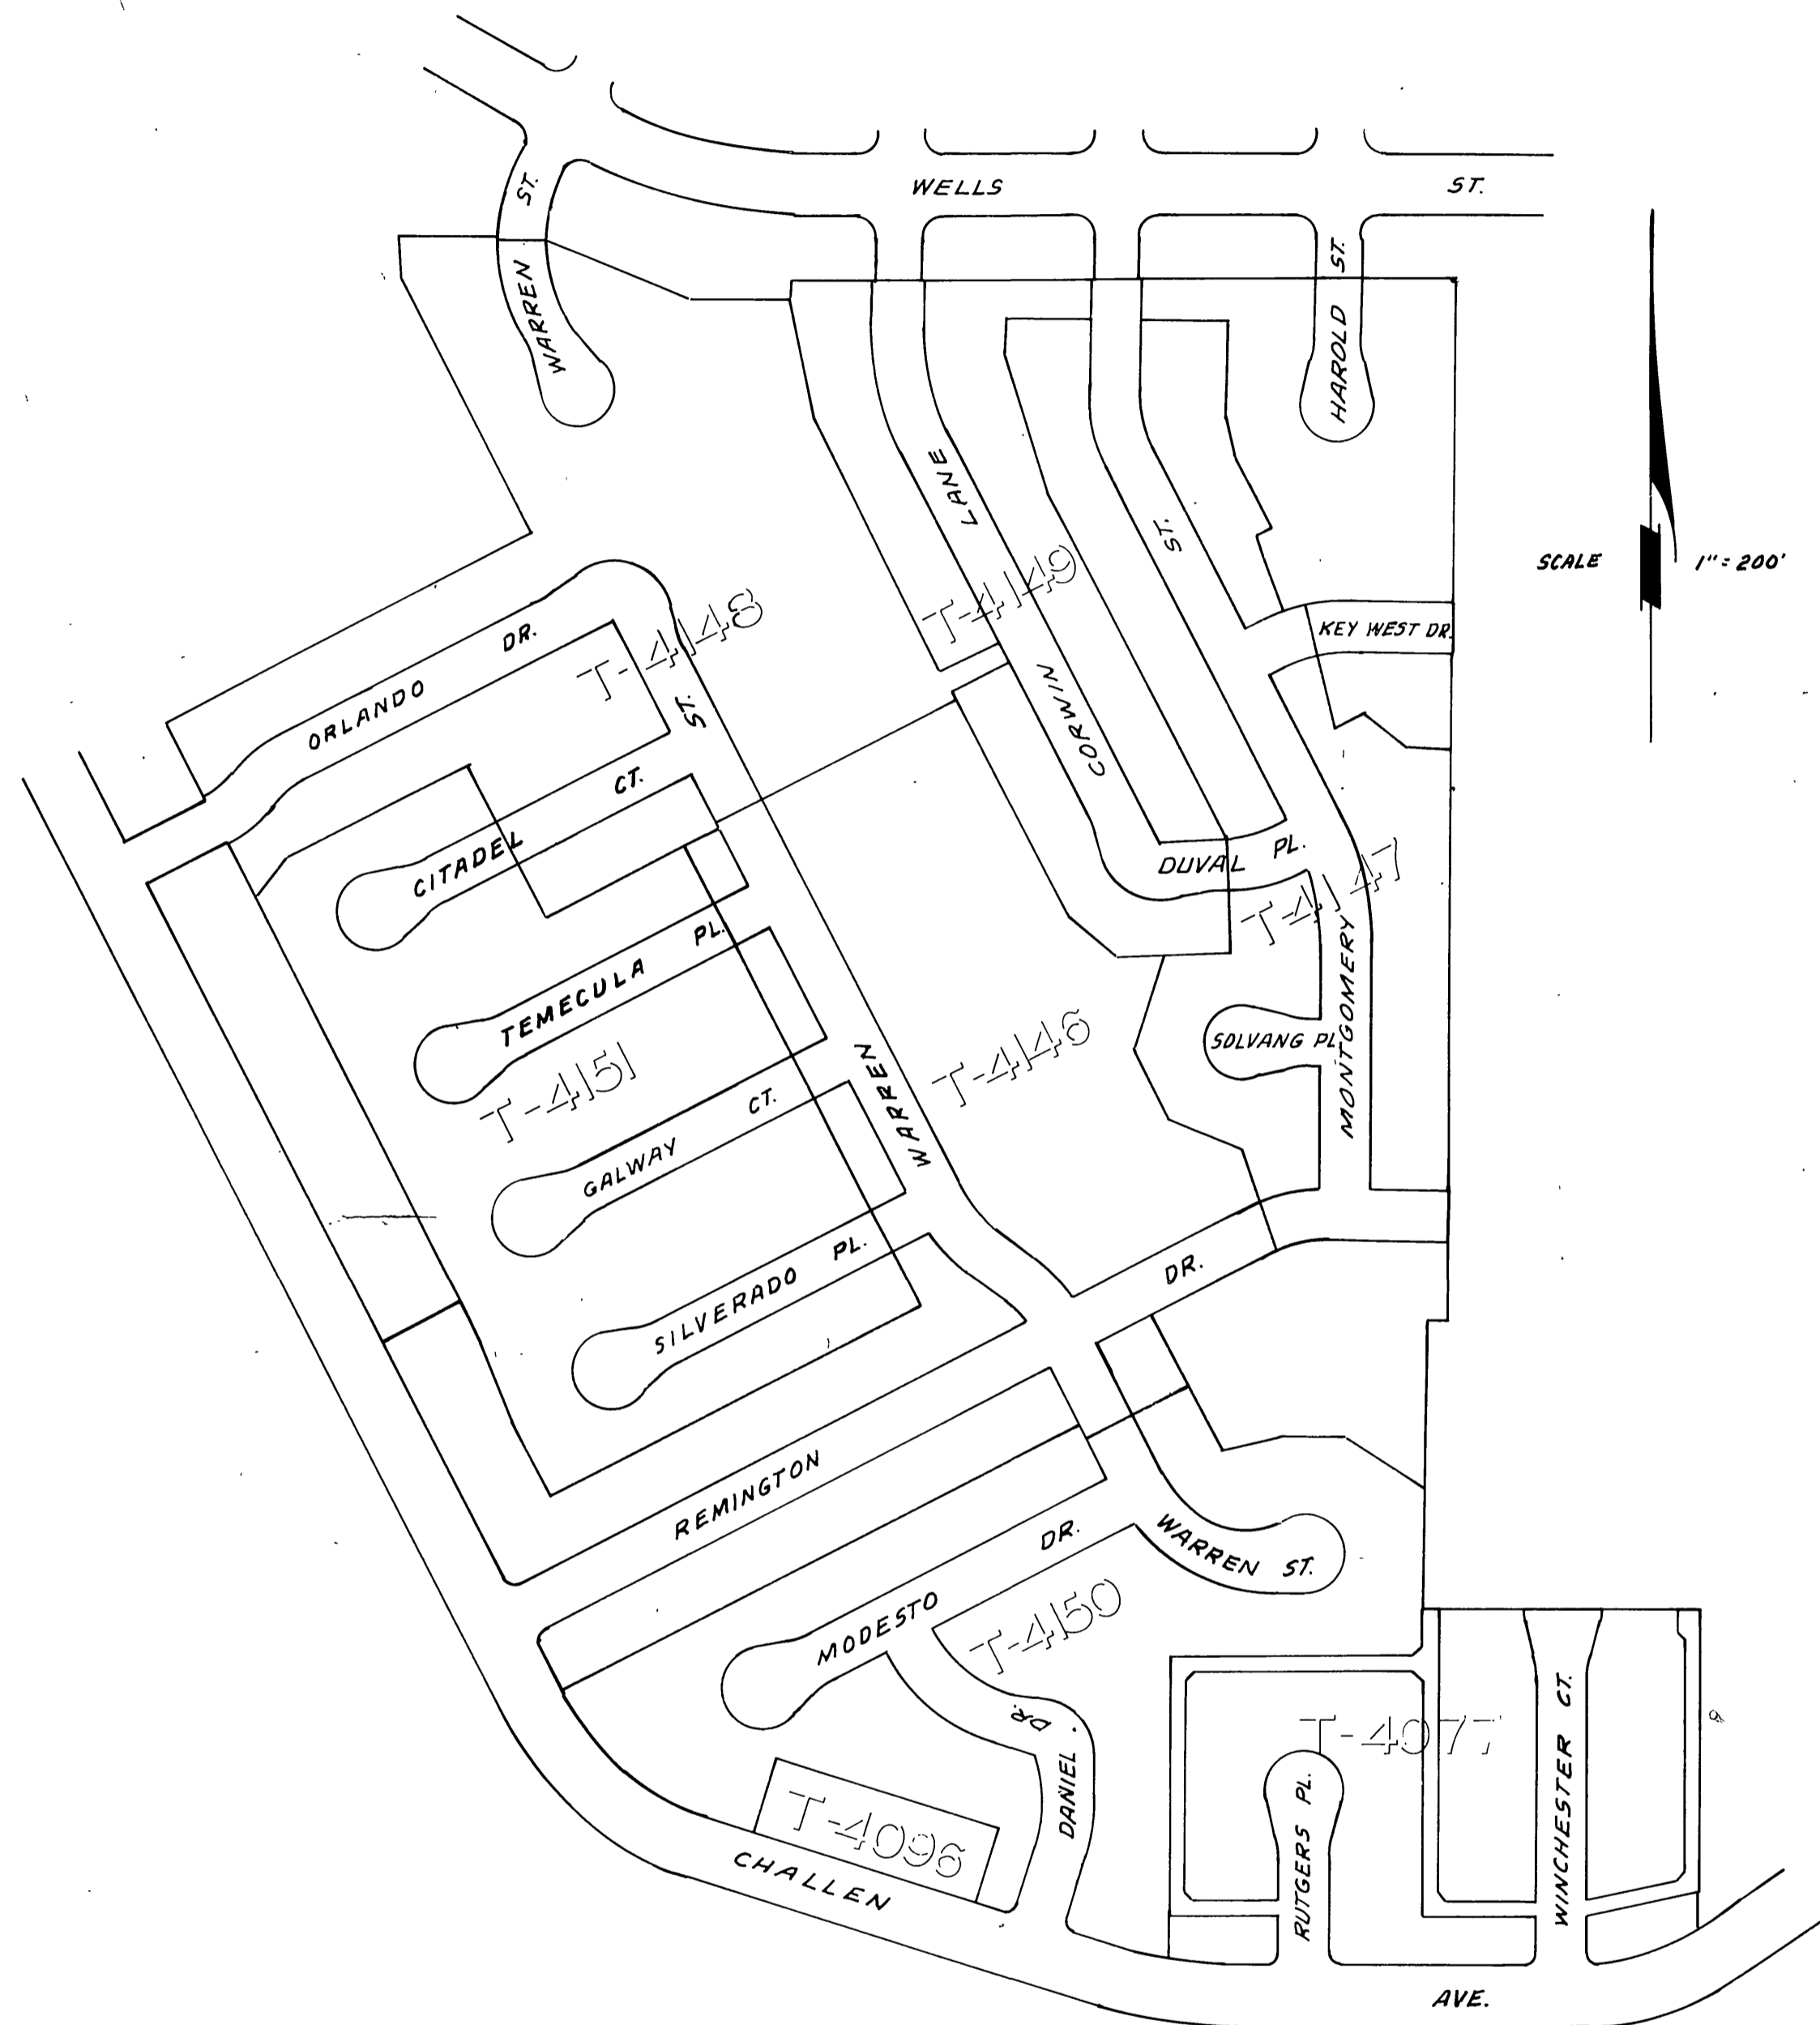 WELLS ST.
ST.
WARREN
HAROLD ST.
LANE
CORWIN
ST.
SCALE 1" = 200'
KEY WEST DR.
T-4149
T-4148
ORLANDO DR.
ST.
CITADEL CT.
DUVAL PL.
T-4147
TEMECULA PL.
MONTGOMERY
SOLVANG PL.
T-4151
T-4146
WARREN
GALWAY CT.
SILVERADO PL.
DR.
REMINGTON
MODESTO DR.
WARREN ST.
T-4150
DANIEL DR.
T-4077
T-4096
CHALLEN
RUTGERS PL.
WINCHESTER CT.
AVE.